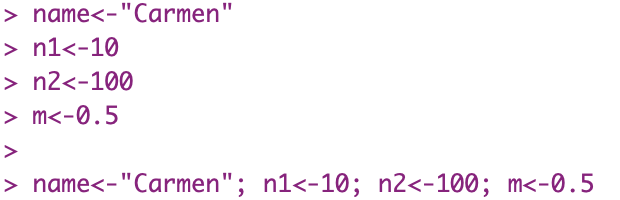 > name<-"Carmen"
> n1<-10
> n2<-100
> m<-0.5
>
> name<-"Carmen"; n1<-10; n2<-100; m<-0.5